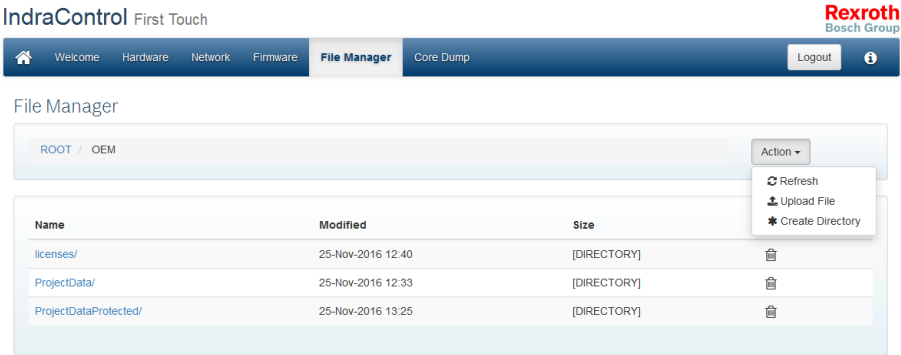 IndraControl First Touch
Rexroth
Bosch Group
Welcome Hardware Network Firmware File Manager Core Dump Logout
File Manager
ROOT / OEM
Action
Refresh
Upload File
Create Directory
Name Modified Size
licenses/ 25-Nov-2016 12:40 [DIRECTORY]
ProjectData/ 25-Nov-2016 12:33 [DIRECTORY]
ProjectDataProtected/ 25-Nov-2016 13:25 [DIRECTORY]